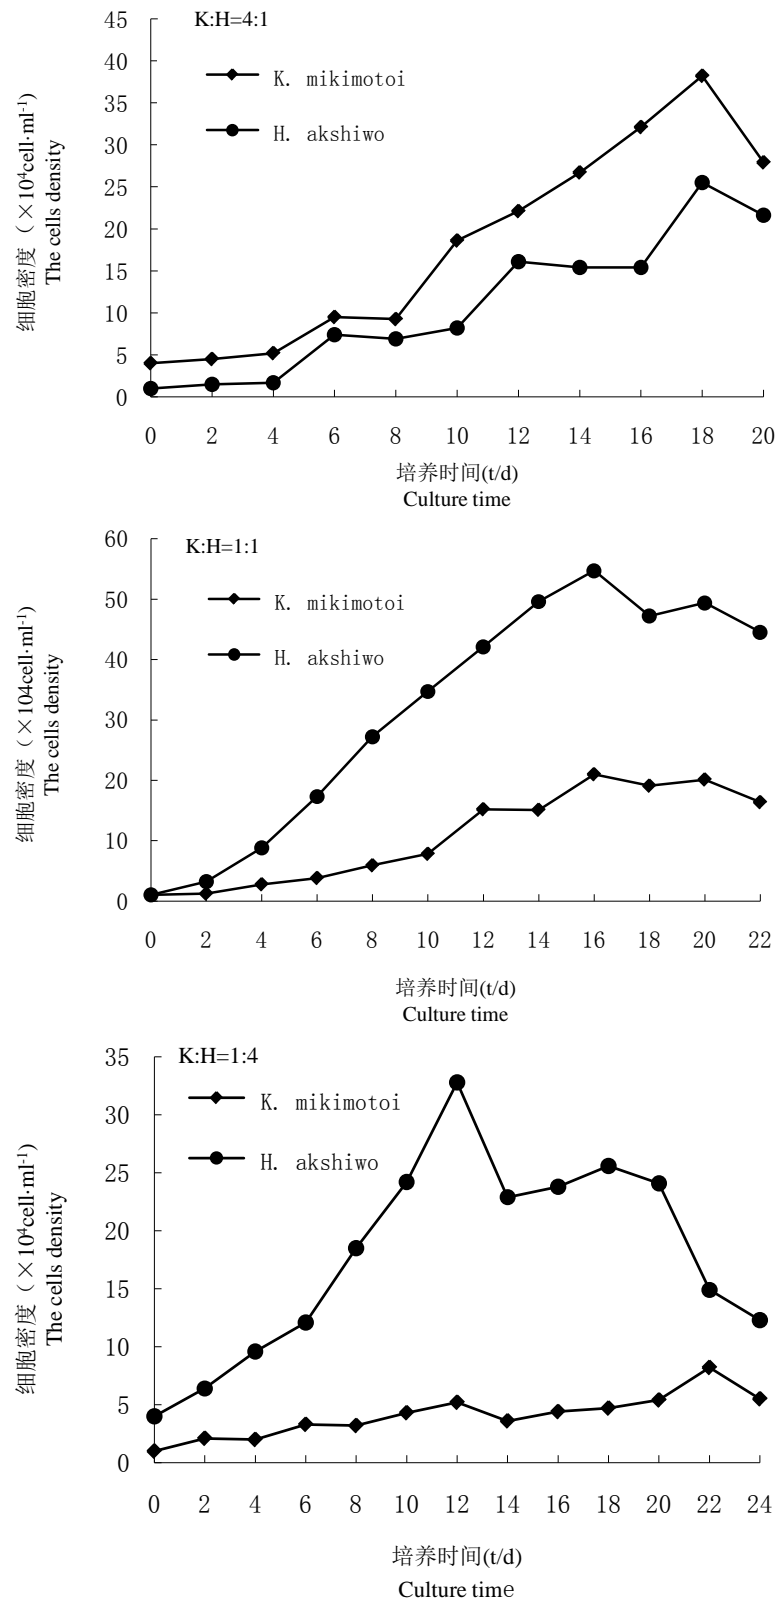 K:H=4:1
45
40
35
30
25
20
15
10
5
0
K. mikimotoi
H. akshiwo
细胞密度（×10⁴cell·ml⁻¹)
The cells density
0 2 4 6 8 10 12 14 16 18 20
培养时间(t/d)
Culture time
K:H=1:1
60
50
40
30
20
10
0
K. mikimotoi
H. akshiwo
细胞密度（×104cell·ml⁻¹)
The cells density
0 2 4 6 8 10 12 14 16 18 20 22
培养时间(t/d)
Culture time
K:H=1:4
35
30
25
20
15
10
5
0
K. mikimotoi
H. akshiwo
细胞密度（×10⁴cell·ml⁻¹)
The cells density
0 2 4 6 8 10 12 14 16 18 20 22 24
培养时间(t/d)
Culture time